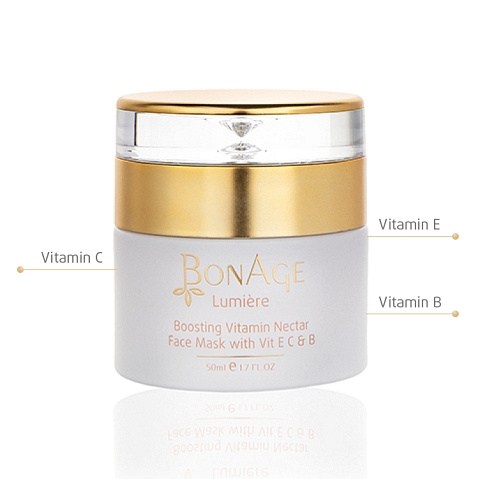 Vitamin E
Vitamin C
BONAGE
Lumière
Vitamin B
Boosting Vitamin Nectar
Face Mask with Vit E C & B
50ml e 1.7 FL.OZ